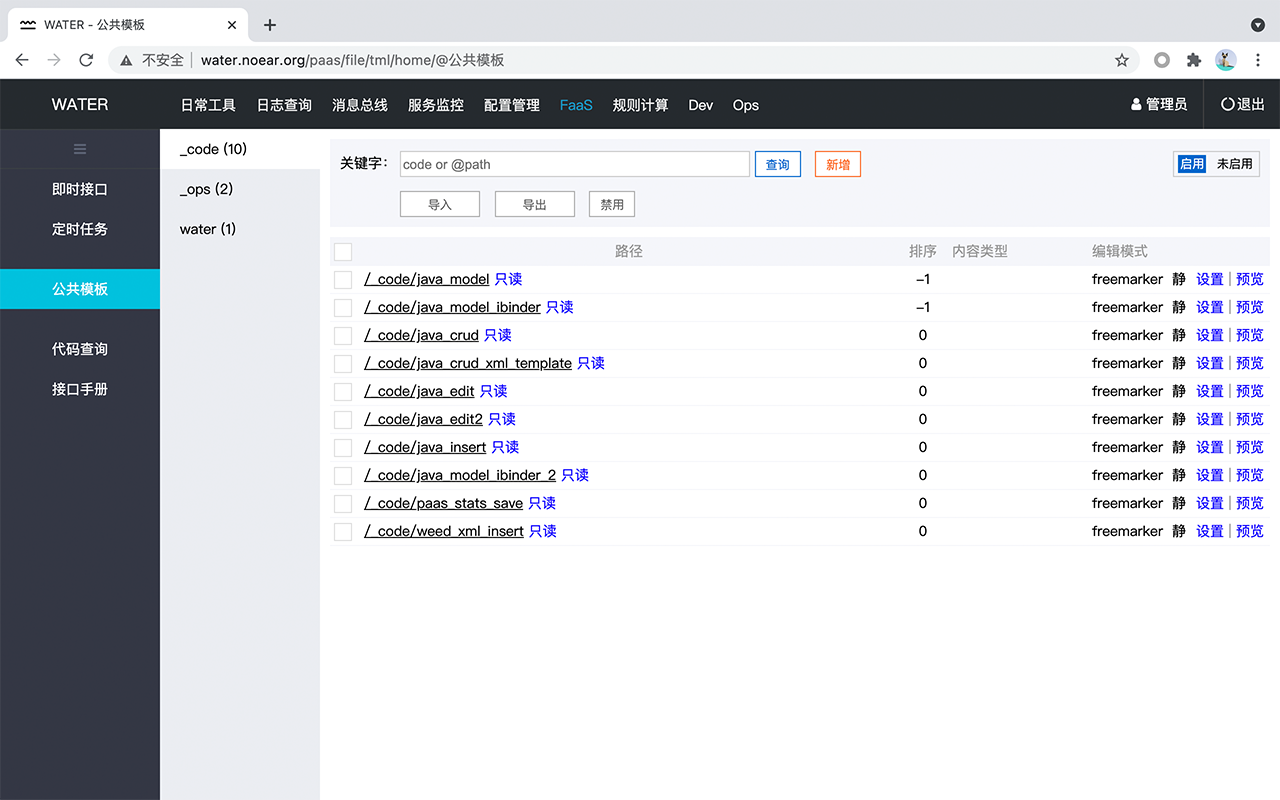 WATER - 公共模板
不安全 water.noear.org/paas/file/tml/home/@公共模板
WATER 日常工具 日志查询 消息总线 服务监控 配置管理 FaaS 规则计算 Dev Ops 管理员 退出
即时接口
定时任务
公共模板
代码查询
接口手册
_code (10)
_ops (2)
water (1)
关键字: code or @path 查询 新增 启用 未启用
导入 导出 禁用
路径 排序 内容类型 编辑模式
/_code/java_model 只读 -1 freemarker 静 设置 | 预览
/_code/java_model_ibinder 只读 -1 freemarker 静 设置 | 预览
/_code/java_crud 只读 0 freemarker 静 设置 | 预览
/_code/java_crud_xml_template 只读 0 freemarker 静 设置 | 预览
/_code/java_edit 只读 0 freemarker 静 设置 | 预览
/_code/java_edit2 只读 0 freemarker 静 设置 | 预览
/_code/java_insert 只读 0 freemarker 静 设置 | 预览
/_code/java_model_ibinder_2 只读 0 freemarker 静 设置 | 预览
/_code/paas_stats_save 只读 0 freemarker 静 设置 | 预览
/_code/weed_xml_insert 只读 0 freemarker 静 设置 | 预览